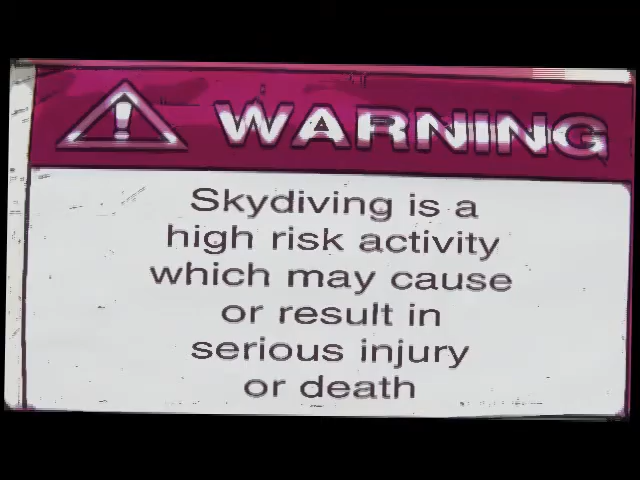 WARNING
Skydiving is a
high risk activity
which may cause
or result in
serious injury
or death